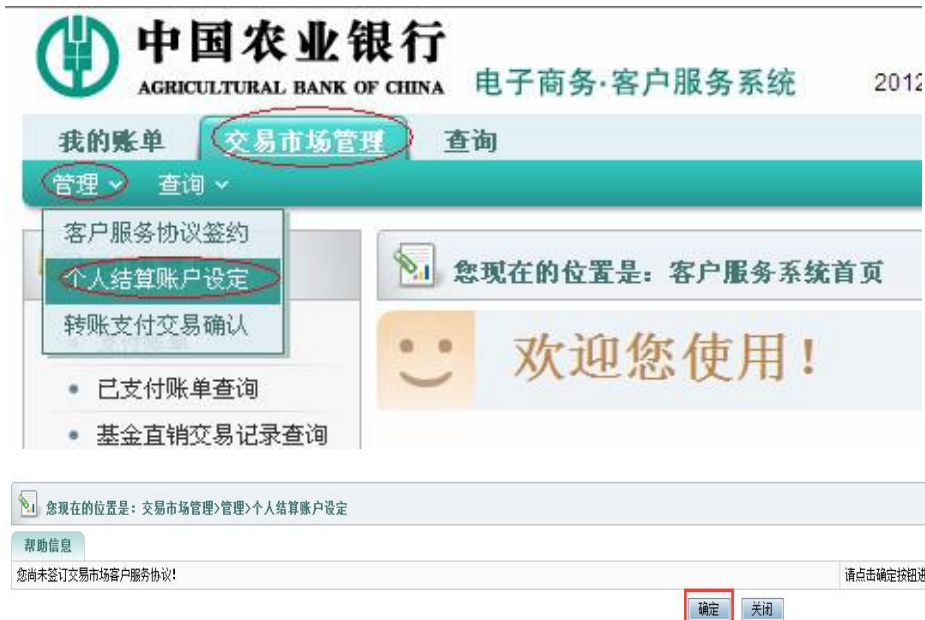 中国农业银行
AGRICULTURAL BANK OF CHINA 电子商务·客户服务系统 2012
我的账单 交易市场管理 查询
管理 查询
客户服务协议签约
个人结算账户设定
转账支付交易确认
您现在的位置是：客户服务系统首页
欢迎您使用！
已支付账单查询
基金直销交易记录查询
您现在的位置是：交易市场管理>管理>个人结算账户设定
帮助信息
您尚未签订交易市场客户服务协议！ 请点击确定按钮进
确定 关闭